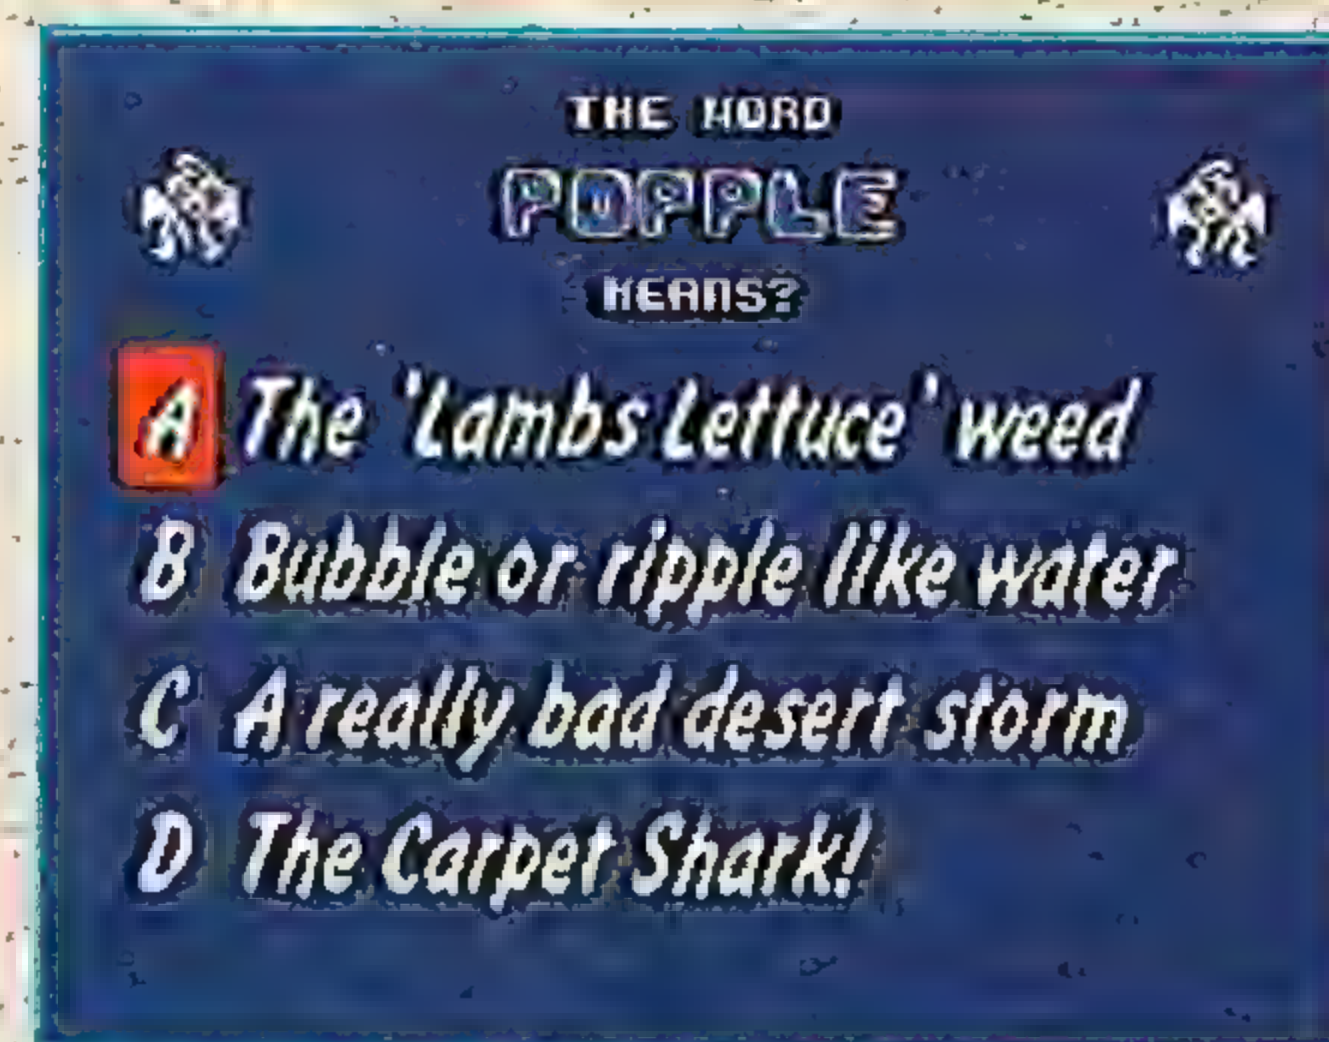 THE WORD
POPPLE
MEANS?
A The 'Lambs Lettuce' weed
B Bubble or ripple like water
C A really bad desert storm
D The Carpet Shark!